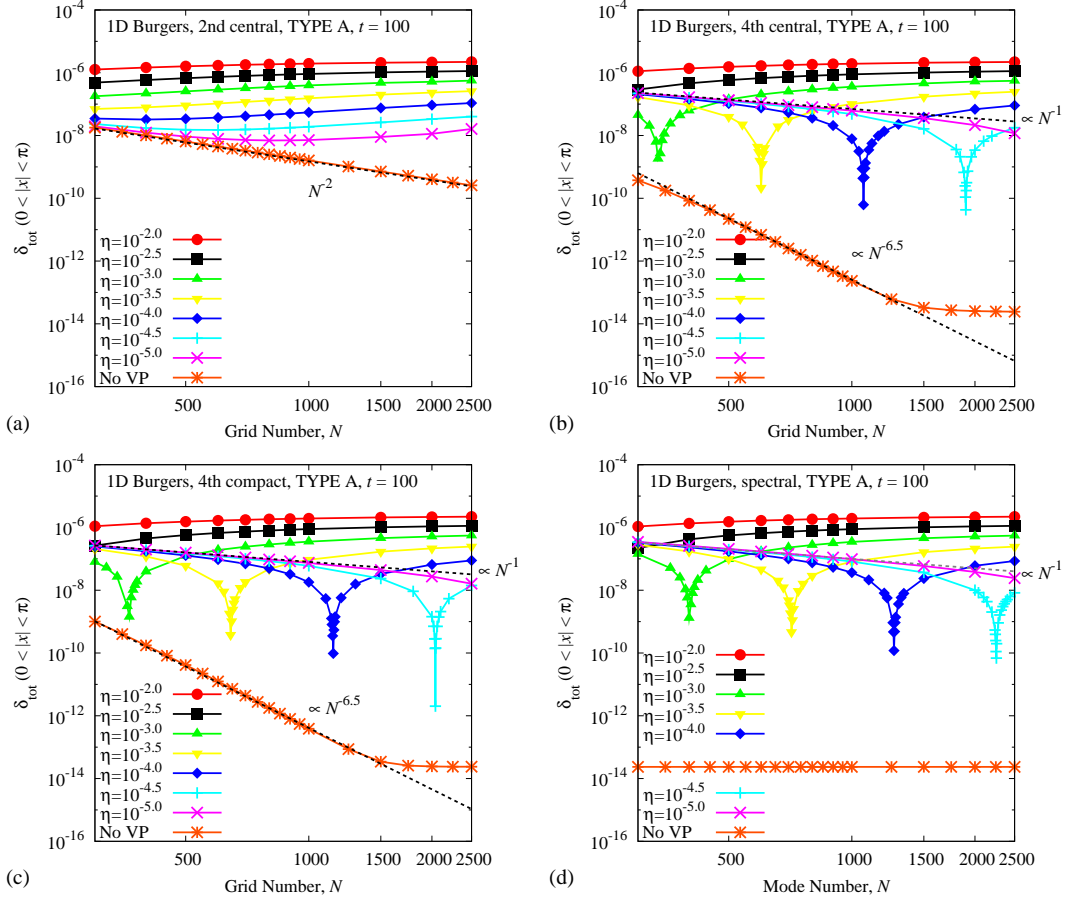 1D Burgers, 2nd central, TYPE A, t = 100
10⁻⁴
10⁻⁶
10⁻⁸
10⁻¹⁰
10⁻¹²
10⁻¹⁴
10⁻¹⁶
δtot (0 < |x| < π)
N²
η=10⁻²·⁰
η=10⁻²·⁵
η=10⁻³·⁰
η=10⁻³·⁵
η=10⁻⁴·⁰
η=10⁻⁴·⁵
η=10⁻⁵·⁰
No VP
500 1000 1500 2000 2500
(a) Grid Number, N
1D Burgers, 4th central, TYPE A, t = 100
10⁻⁴
10⁻⁶
10⁻⁸
10⁻¹⁰
10⁻¹²
10⁻¹⁴
10⁻¹⁶
δtot (0 < |x| < π)
∝ N⁻¹
∝ N⁻⁶·⁵
η=10⁻²·⁰
η=10⁻²·⁵
η=10⁻³·⁰
η=10⁻³·⁵
η=10⁻⁴·⁰
η=10⁻⁴·⁵
η=10⁻⁵·⁰
No VP
500 1000 1500 2000 2500
(b) Grid Number, N
1D Burgers, 4th compact, TYPE A, t = 100
10⁻⁴
10⁻⁶
10⁻⁸
10⁻¹⁰
10⁻¹²
10⁻¹⁴
10⁻¹⁶
δtot (0 < |x| < π)
∝ N⁻¹
∝ N⁻⁶·⁵
η=10⁻²·⁰
η=10⁻²·⁵
η=10⁻³·⁰
η=10⁻³·⁵
η=10⁻⁴·⁰
η=10⁻⁴·⁵
η=10⁻⁵·⁰
No VP
500 1000 1500 2000 2500
(c) Grid Number, N
1D Burgers, spectral, TYPE A, t = 100
10⁻⁴
10⁻⁶
10⁻⁸
10⁻¹⁰
10⁻¹²
10⁻¹⁴
10⁻¹⁶
δtot (0 < |x| < π)
∝ N⁻¹
η=10⁻²·⁰
η=10⁻²·⁵
η=10⁻³·⁰
η=10⁻³·⁵
η=10⁻⁴·⁰
η=10⁻⁴·⁵
η=10⁻⁵·⁰
No VP
500 1000 1500 2000 2500
(d) Mode Number, N